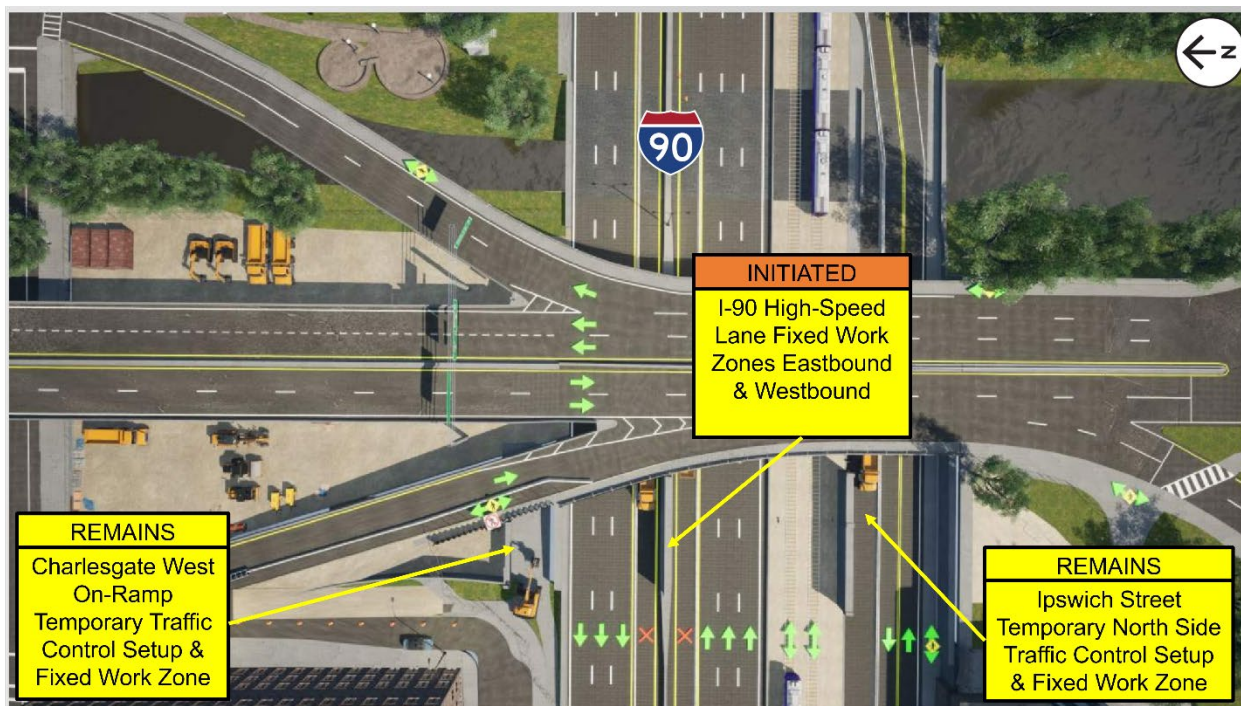 N
90
INITIATED
I-90 High-Speed
Lane Fixed Work
Zones Eastbound
& Westbound
REMAINS
Charlesgate West
On-Ramp
Temporary Traffic
Control Setup &
Fixed Work Zone
REMAINS
Ipswich Street
Temporary North Side
Traffic Control Setup
& Fixed Work Zone